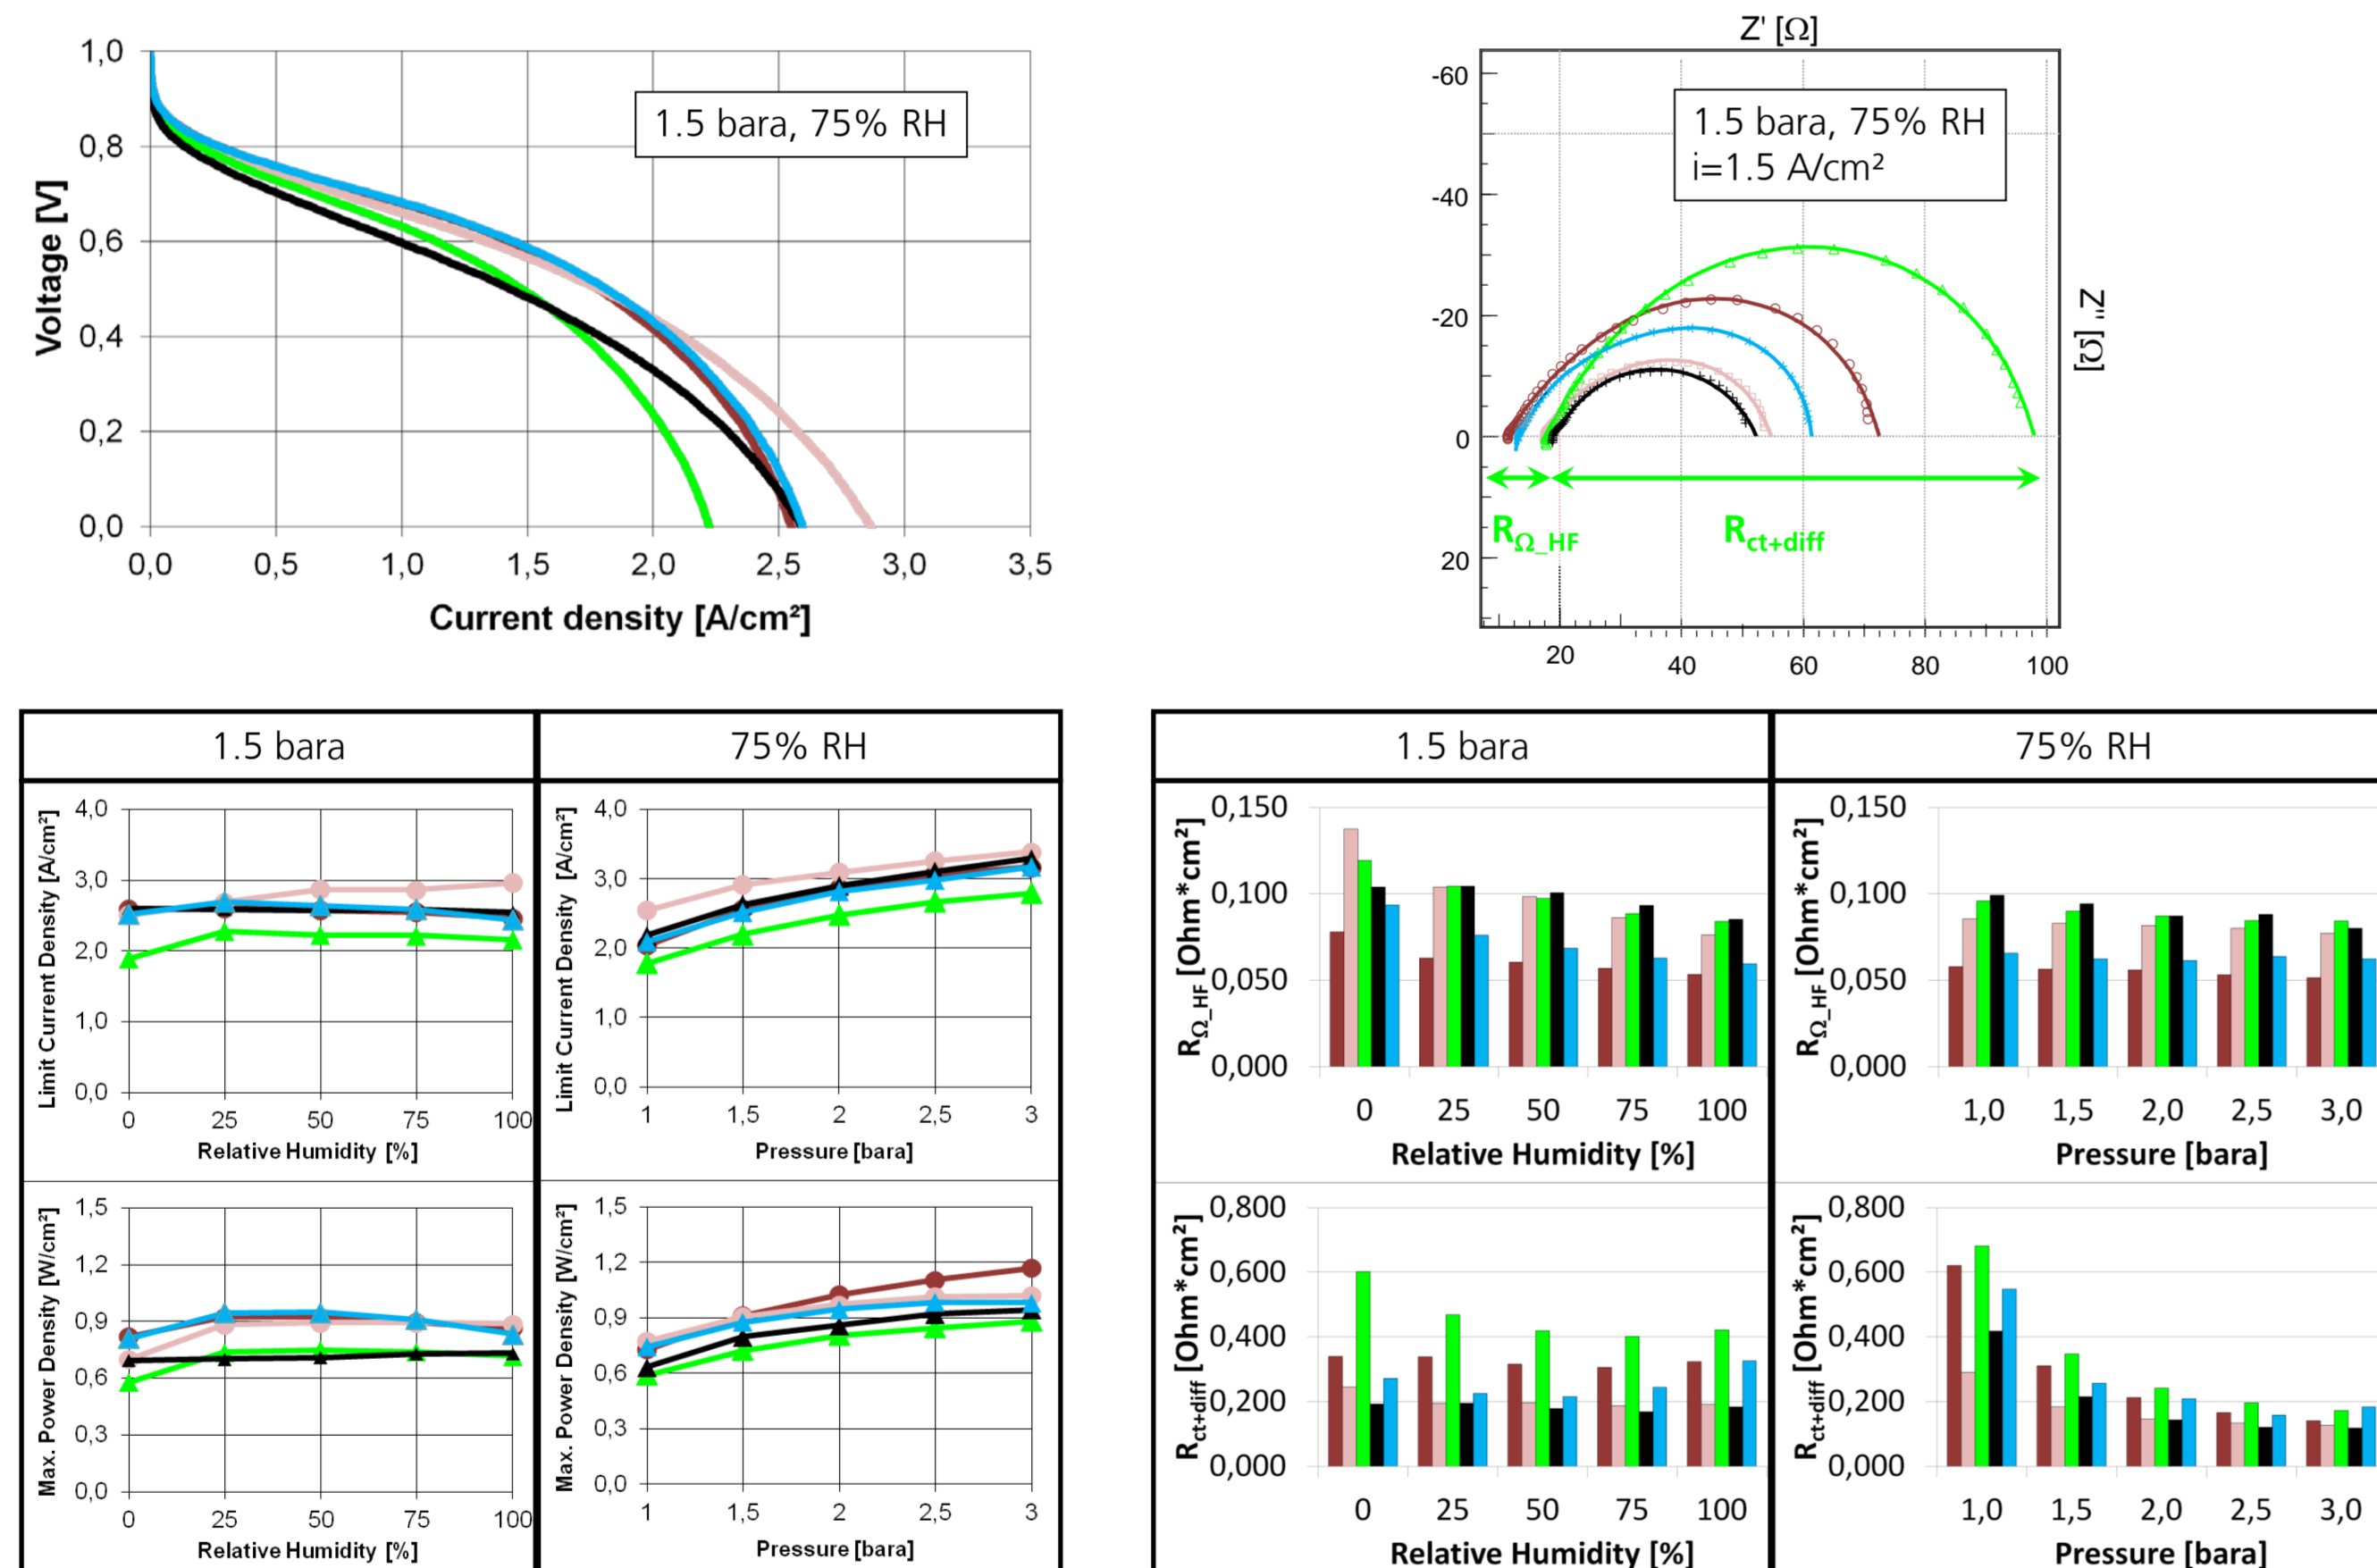 1,0
0,8
0,6
0,4
0,2
0,0
Voltage [V]
1.5 bara, 75% RH
0,0 0,5 1,0 1,5 2,0 2,5 3,0 3,5
Current density [A/cm²]
Z' [Ω]
-60
-40
-20
0
20
1.5 bara, 75% RH
i=1.5 A/cm²
Z'' [Ω]
RΩ_HF Rct+diff
20 40 60 80 100
1.5 bara 75% RH
Limit Current Density [A/cm²]
4,0
3,0
2,0
1,0
0,0
0 25 50 75 100
Relative Humidity [%]
Limit Current Density [A/cm²]
4,0
3,0
2,0
1,0
0,0
1 1,5 2 2,5 3
Pressure [bara]
Max. Power Density [W/cm²]
1,5
1,2
0,9
0,6
0,3
0,0
0 25 50 75 100
Relative Humidity [%]
Max. Power Density [W/cm²]
1,5
1,2
0,9
0,6
0,3
0,0
1 1,5 2 2,5 3
Pressure [bara]
1.5 bara 75% RH
RΩ_HF [Ohm*cm²]
0,150
0,100
0,050
0,000
0 25 50 75 100
Relative Humidity [%]
RΩ_HF [Ohm*cm²]
0,150
0,100
0,050
0,000
1,0 1,5 2,0 2,5 3,0
Pressure [bara]
Rct+diff [Ohm*cm²]
0,800
0,600
0,400
0,200
0,000
0 25 50 75 100
Relative Humidity [%]
Rct+diff [Ohm*cm²]
0,800
0,600
0,400
0,200
0,000
1,0 1,5 2,0 2,5 3,0
Pressure [bara]